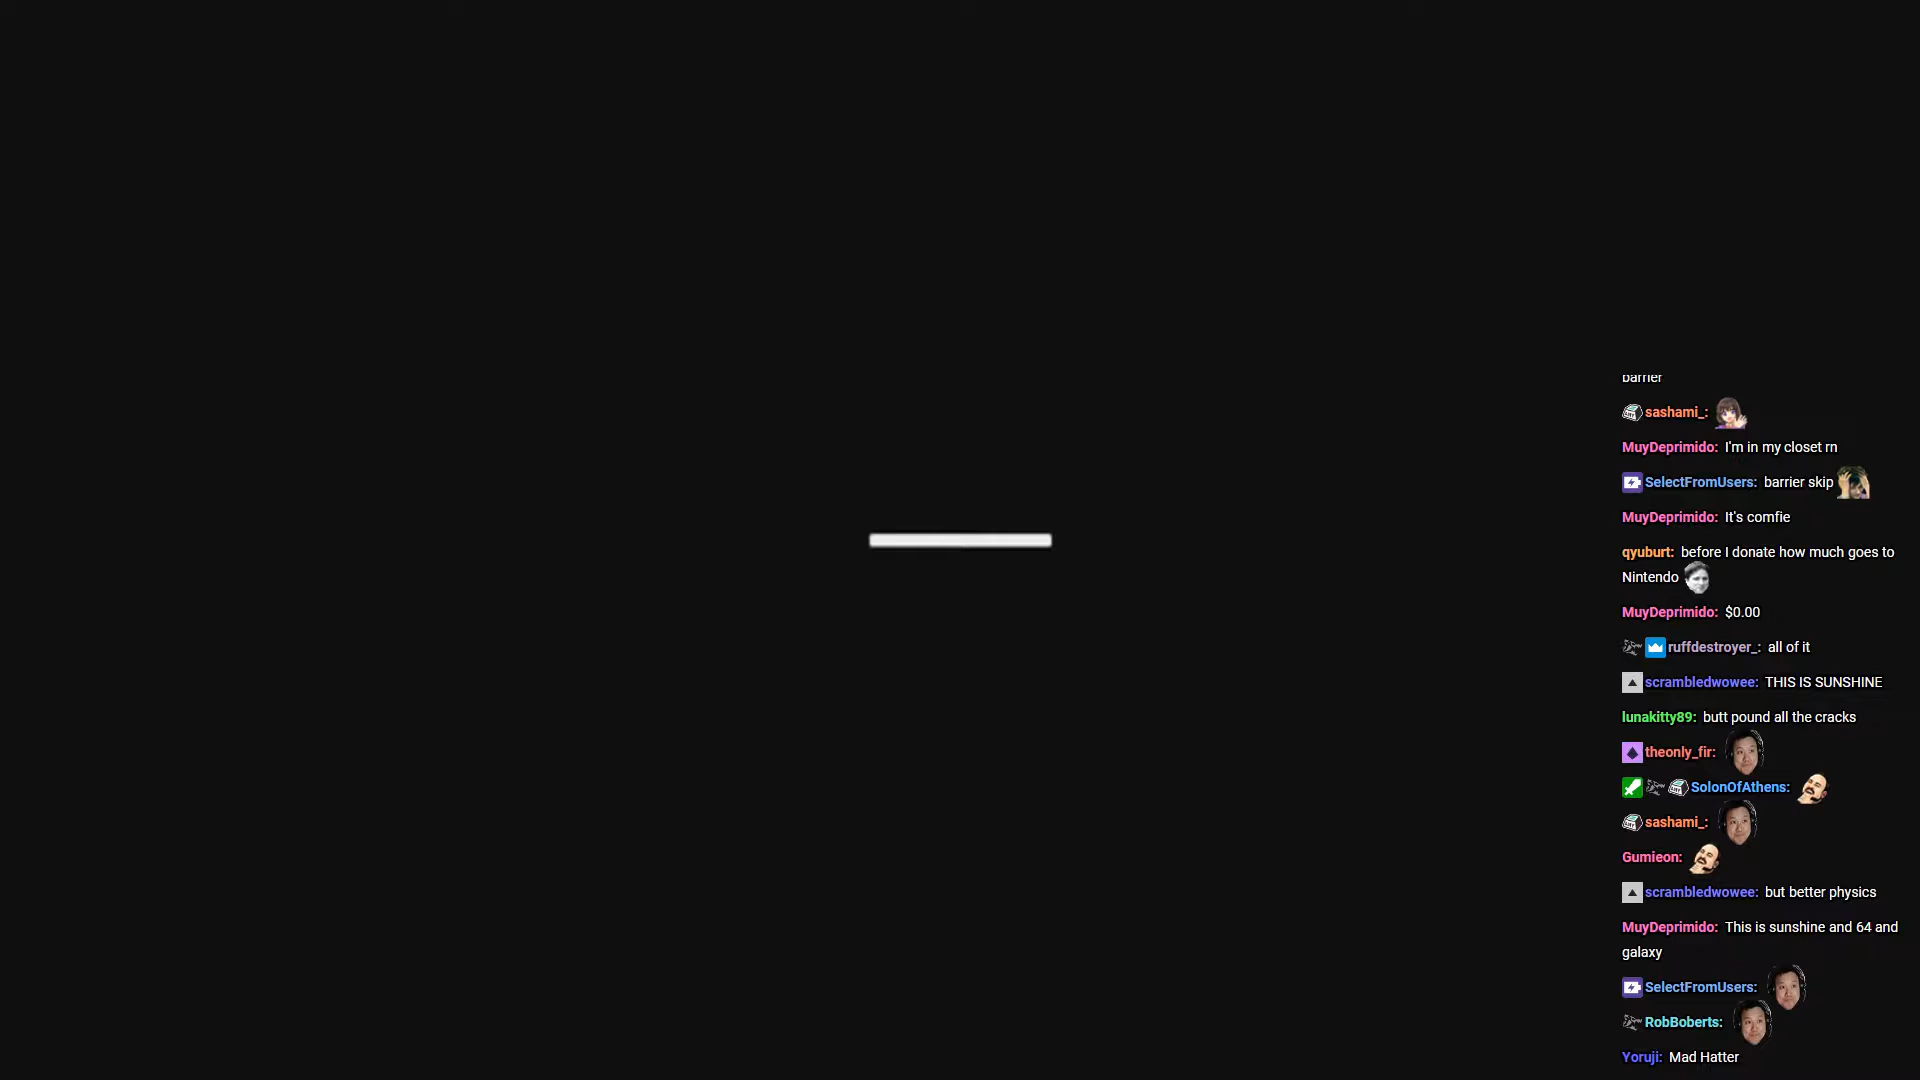 barrier
sashami_:
MuyDeprimido: I'm in my closet rn
SelectFromUsers: barrier skip
MuyDeprimido: It's comfie
qyuburt: before I donate how much goes to
Nintendo
MuyDeprimido: $0.00
ruffdestroyer_: all of it
scrambledwowee: THIS IS SUNSHINE
lunakitty89: butt pound all the cracks
theonly_fir:
SolonOfAthens:
sashami_:
Gumieon:
scrambledwowee: but better physics
MuyDeprimido: This is sunshine and 64 and
galaxy
SelectFromUsers:
RobBoberts:
Yoruji: Mad Hatter